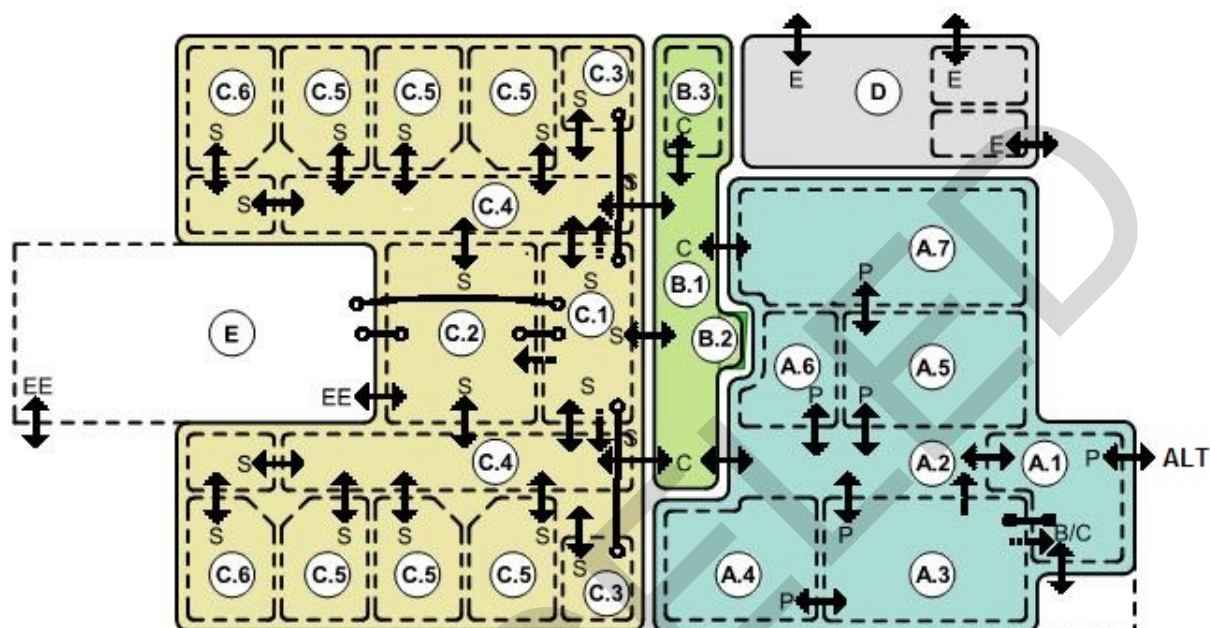 E E
C.6 C.5 C.5 C.5 C.3 B.3 D
S S S S S C E
S C.4 S
C A.7
S S B.1 P
E C.2 C.1 S B.2 A.6 A.5
EE EE S S P P
S C.4 S C A.2 A.1 P ALT
S S S S S P B/C
C.6 C.5 C.5 C.5 C.3 A.4 P A.3